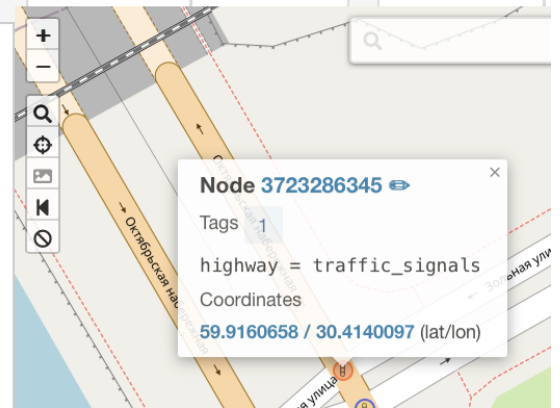 Node 3723286345
Tags 1
highway = traffic_signals
Coordinates
59.9160658 / 30.4140097 (lat/lon)
Октябрьская наб
Зольная ули
улица